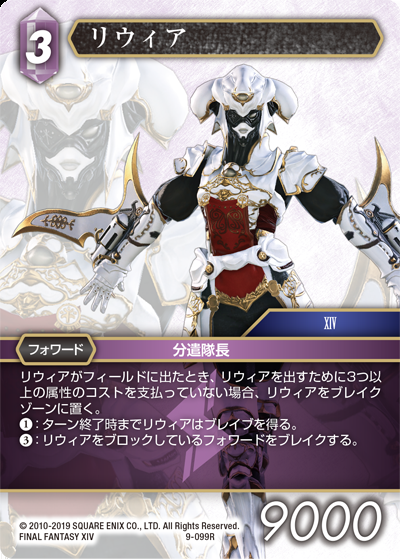 3
リウィア
XIV
フォワード
分遣隊長
リウィアがフィールドに出たとき、リウィアを出すために3つ以
上の属性のコストを支払っていない場合、リウィアをブレイク
ゾーンに置く。
❶：ターン終了時までリウィアはブレイブを得る。
❸：リウィアをブロックしているフォワードをブレイクする。
© 2010-2019 SQUARE ENIX CO., LTD. All Rights Reserved.
FINAL FANTASY XIV
9-099R
9000